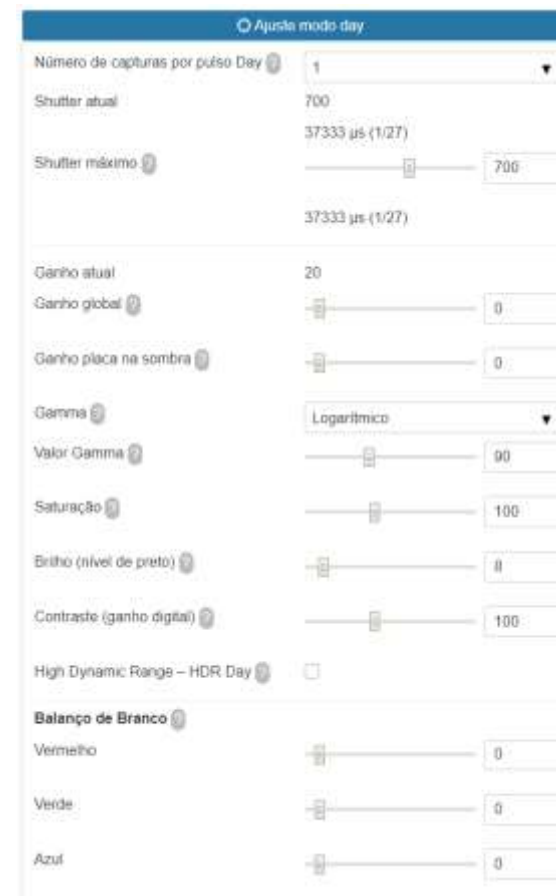 Ajuste modo day
Número de capturas por pulso Day
1
Shutter atual
700
37333 µs (1/27)
Shutter máximo
700
37333 µs (1/27)
Ganho atual
20
Ganho global
0
Ganho placa na sombra
0
Gamma
Logarítmico
Valor Gamma
90
Saturação
100
Brilho (nível de preto)
8
Contraste (ganho digital)
100
High Dynamic Range – HDR Day
Balanço de Branco
Vermelho
0
Verde
0
Azul
0